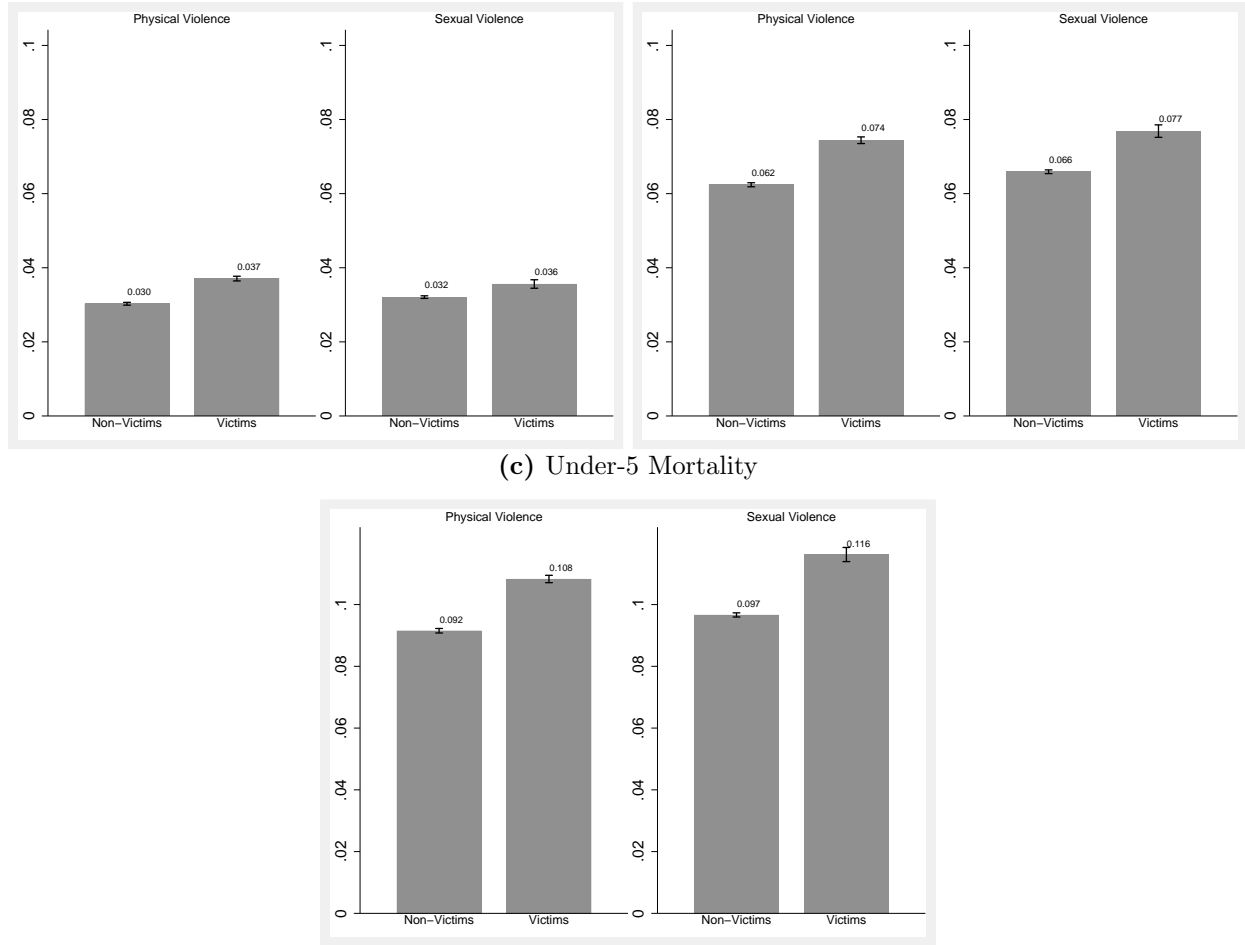 Physical Violence
Sexual Violence
.1
.08
.06
.04
.02
0
0.030
0.037
Non−Victims
Victims
.1
.08
.06
.04
.02
0
0.032
0.036
Non−Victims
Victims
Physical Violence
Sexual Violence
.1
.08
.06
.04
.02
0
0.062
0.074
Non−Victims
Victims
.1
.08
.06
.04
.02
0
0.066
0.077
Non−Victims
Victims
(c) Under-5 Mortality
Physical Violence
Sexual Violence
.1
.08
.06
.04
.02
0
0.092
0.108
Non−Victims
Victims
.1
.08
.06
.04
.02
0
0.097
0.116
Non−Victims
Victims